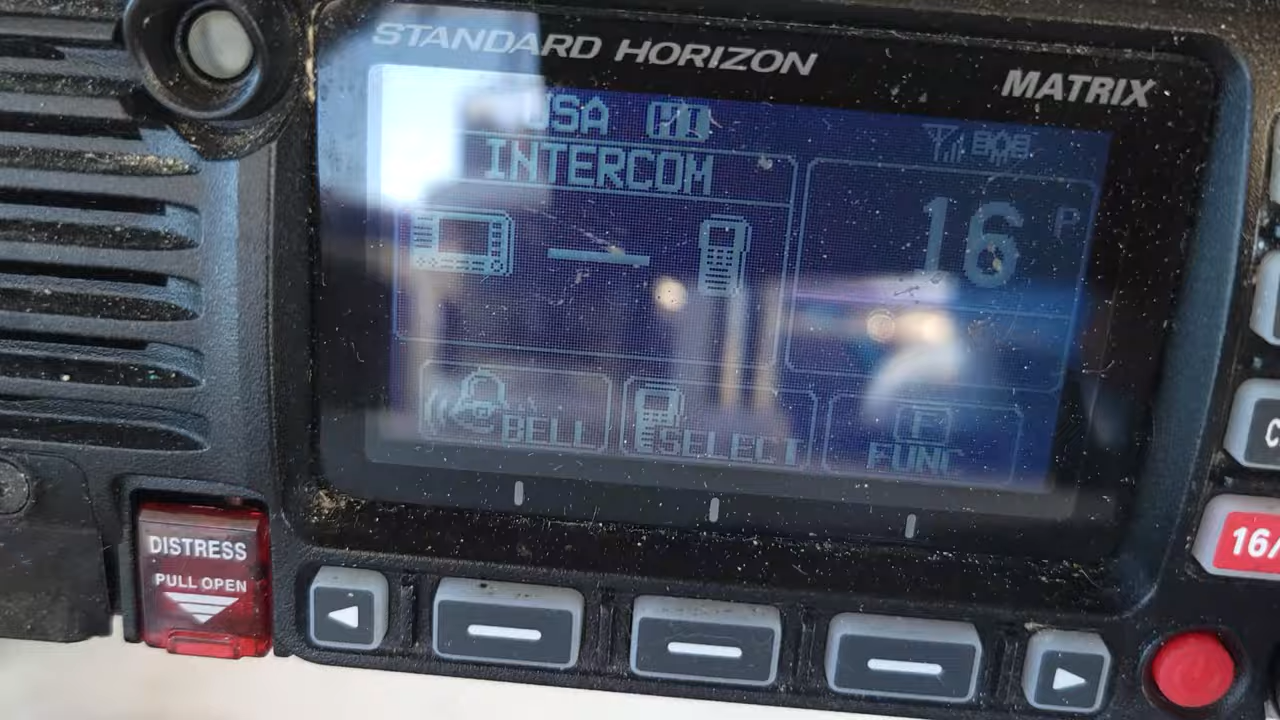 STANDARD HORIZON
MATRIX
USA HI
INTERCOM
16 P
BELL
SELECT
F
FUNC
DISTRESS
PULL OPEN
16/
C